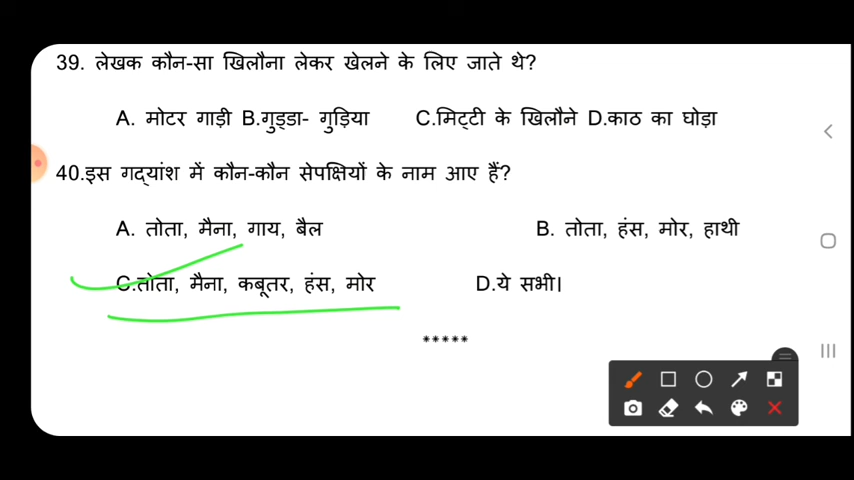 39. लेखक कौन-सा खिलौना लेकर खेलने के लिए जाते थे?
A. मोटर गाड़ी B.गुड्डा- गुड़िया C.मिट्टी के खिलौने D.काठ का घोड़ा
40.इस गद्यांश में कौन-कौन सेपक्षियों के नाम आए हैं?
A. तोता, मैना, गाय, बैल B. तोता, हंस, मोर, हाथी
C.तोता, मैना, कबूतर, हंस, मोर D.ये सभी।
*****